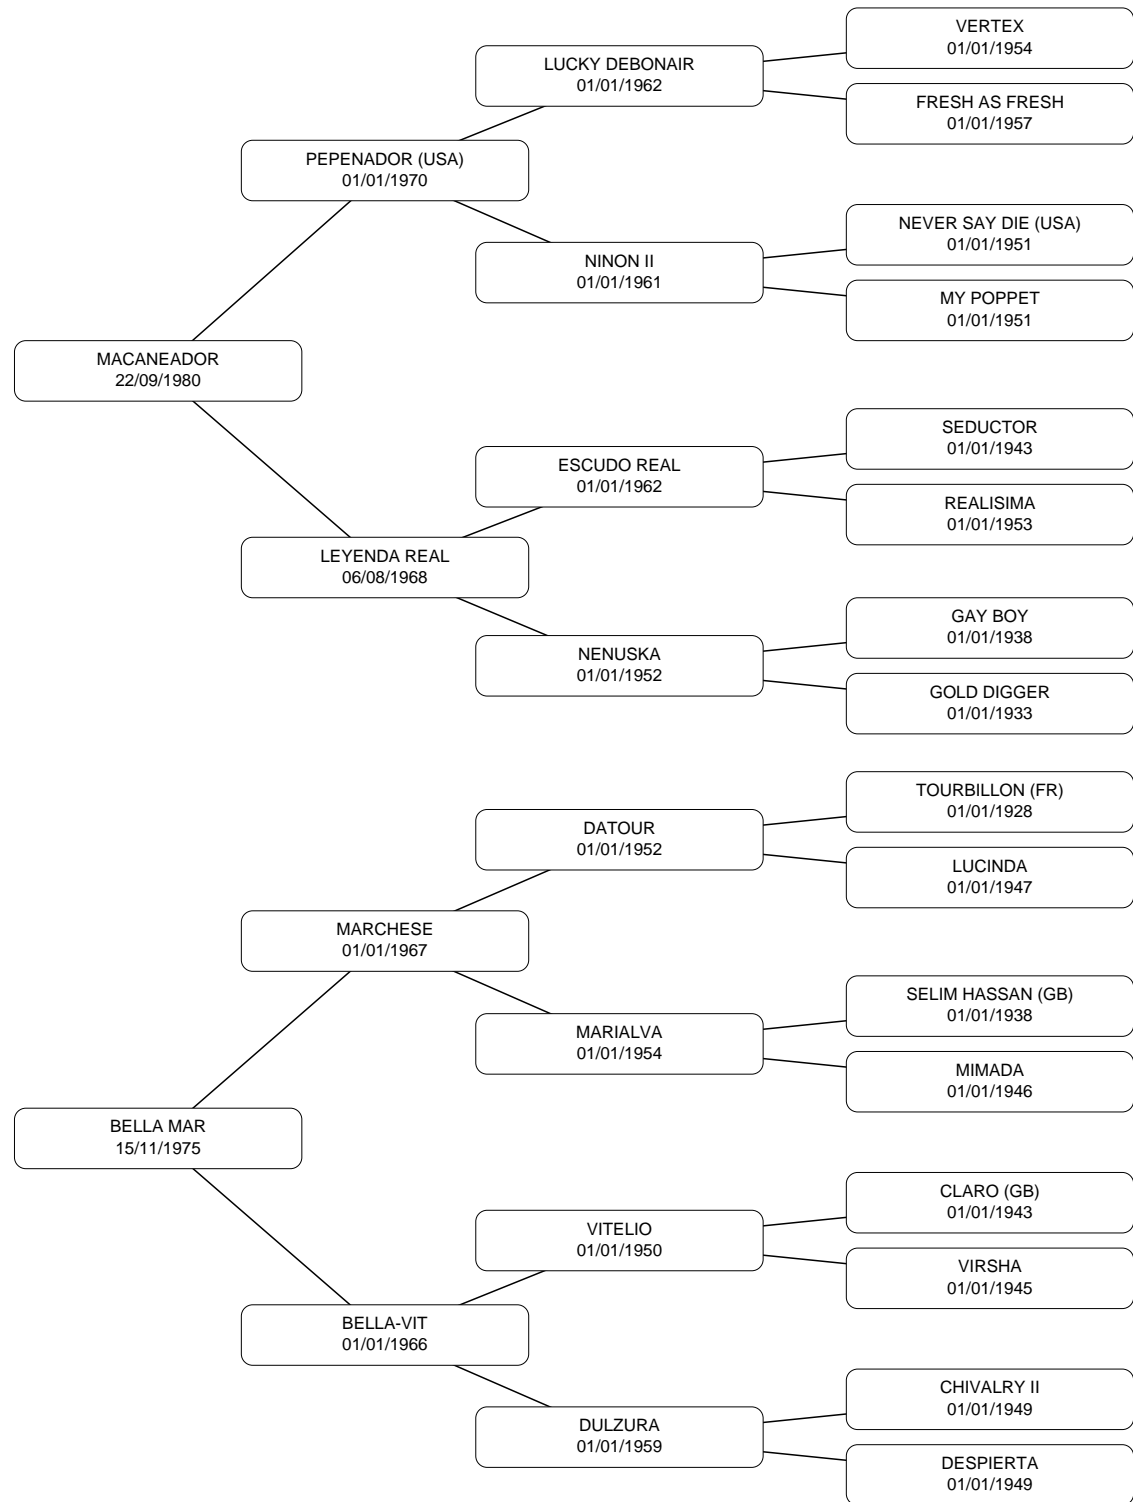 VERTEX
01/01/1954
LUCKY DEBONAIR
01/01/1962
FRESH AS FRESH
01/01/1957
PEPENADOR (USA)
01/01/1970
NEVER SAY DIE (USA)
01/01/1951
NINON II
01/01/1961
MY POPPET
01/01/1951
MACANEADOR
22/09/1980
SEDUCTOR
01/01/1943
ESCUDO REAL
01/01/1962
REALISIMA
01/01/1953
LEYENDA REAL
06/08/1968
GAY BOY
01/01/1938
NENUSKA
01/01/1952
GOLD DIGGER
01/01/1933
TOURBILLON (FR)
01/01/1928
DATOUR
01/01/1952
LUCINDA
01/01/1947
MARCHESE
01/01/1967
SELIM HASSAN (GB)
01/01/1938
MARIALVA
01/01/1954
MIMADA
01/01/1946
BELLA MAR
15/11/1975
CLARO (GB)
01/01/1943
VITELIO
01/01/1950
VIRSHA
01/01/1945
BELLA-VIT
01/01/1966
CHIVALRY II
01/01/1949
DULZURA
01/01/1959
DESPIERTA
01/01/1949